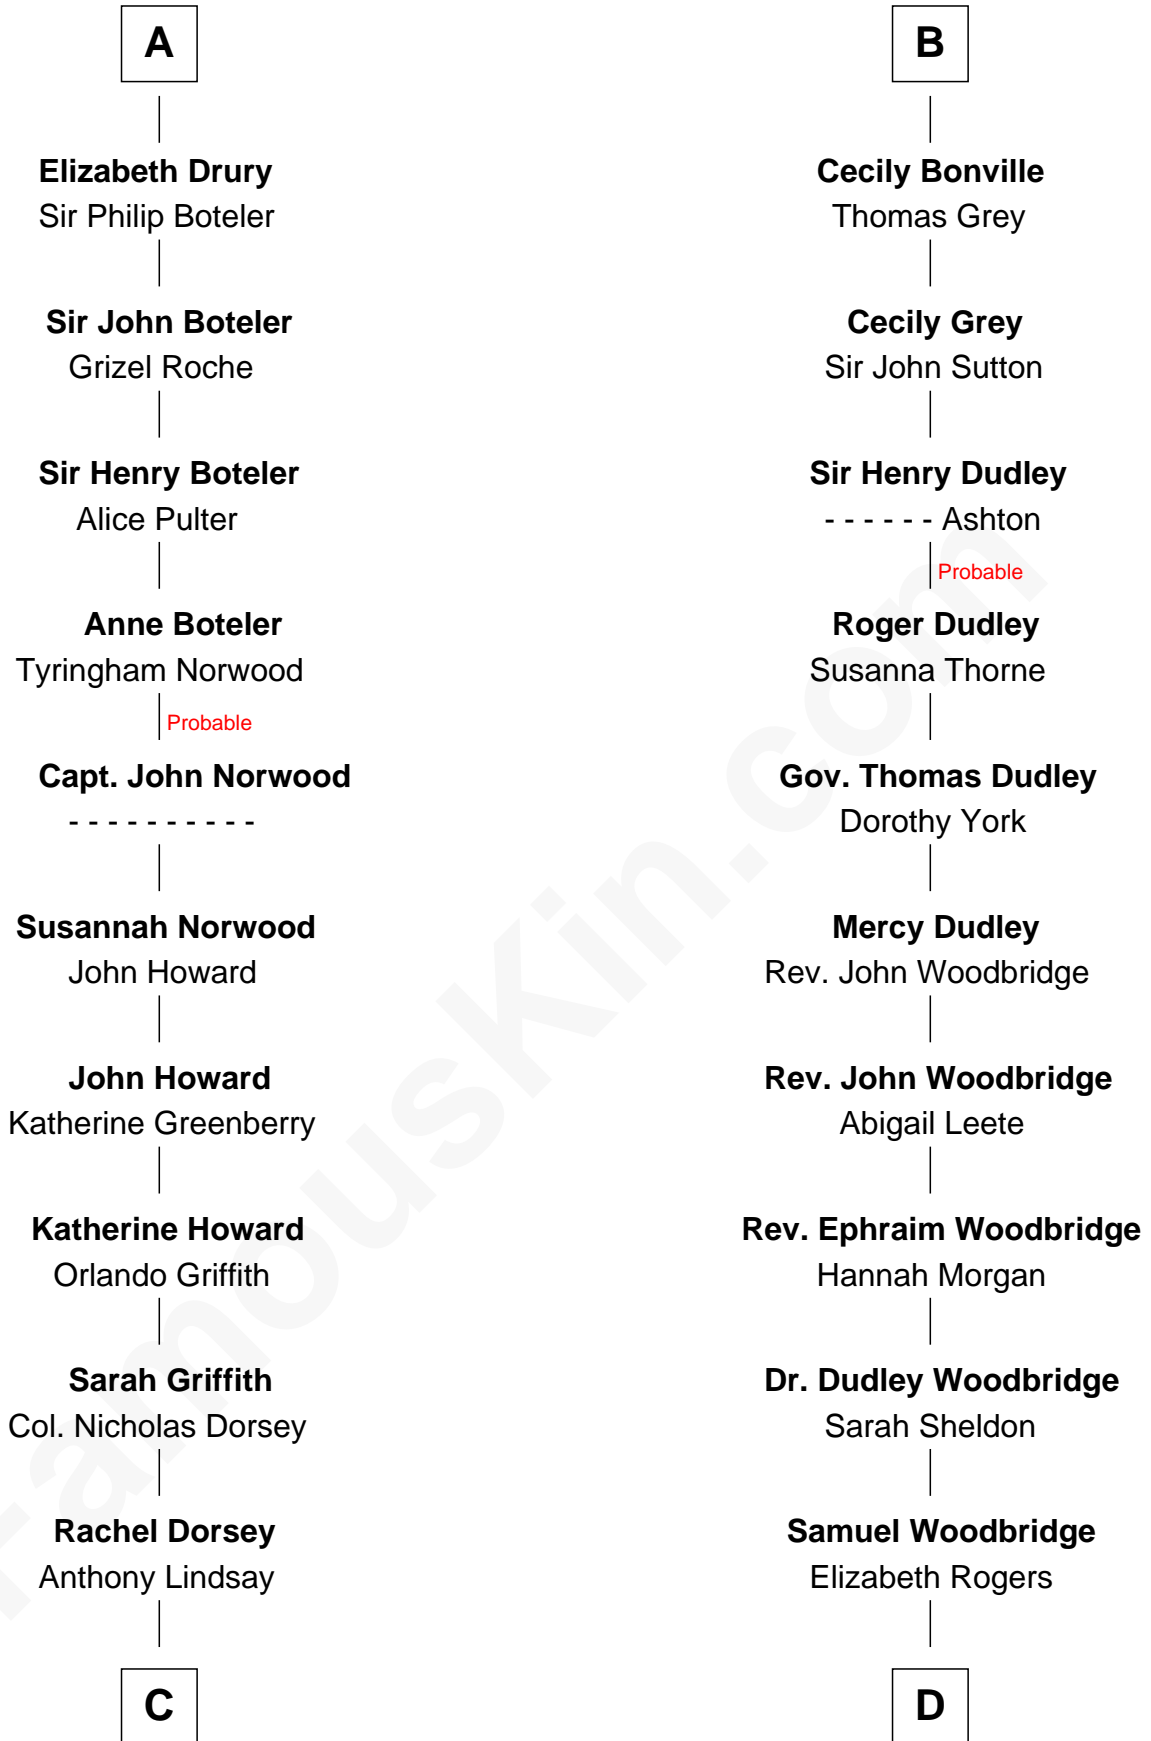 A
Elizabeth Drury
Sir Philip Boteler
Sir John Boteler
Grizel Roche
Sir Henry Boteler
Alice Pulter
Anne Boteler
Tyringham Norwood
Probable
Capt. John Norwood
- - - - - - - - - -
Susannah Norwood
John Howard
John Howard
Katherine Greenberry
Katherine Howard
Orlando Griffith
Sarah Griffith
Col. Nicholas Dorsey
Rachel Dorsey
Anthony Lindsay
C
B
Cecily Bonville
Thomas Grey
Cecily Grey
Sir John Sutton
Sir Henry Dudley
- - - - - - Ashton
Probable
Roger Dudley
Susanna Thorne
Gov. Thomas Dudley
Dorothy York
Mercy Dudley
Rev. John Woodbridge
Rev. John Woodbridge
Abigail Leete
Rev. Ephraim Woodbridge
Hannah Morgan
Dr. Dudley Woodbridge
Sarah Sheldon
Samuel Woodbridge
Elizabeth Rogers
D
FamousKin.com